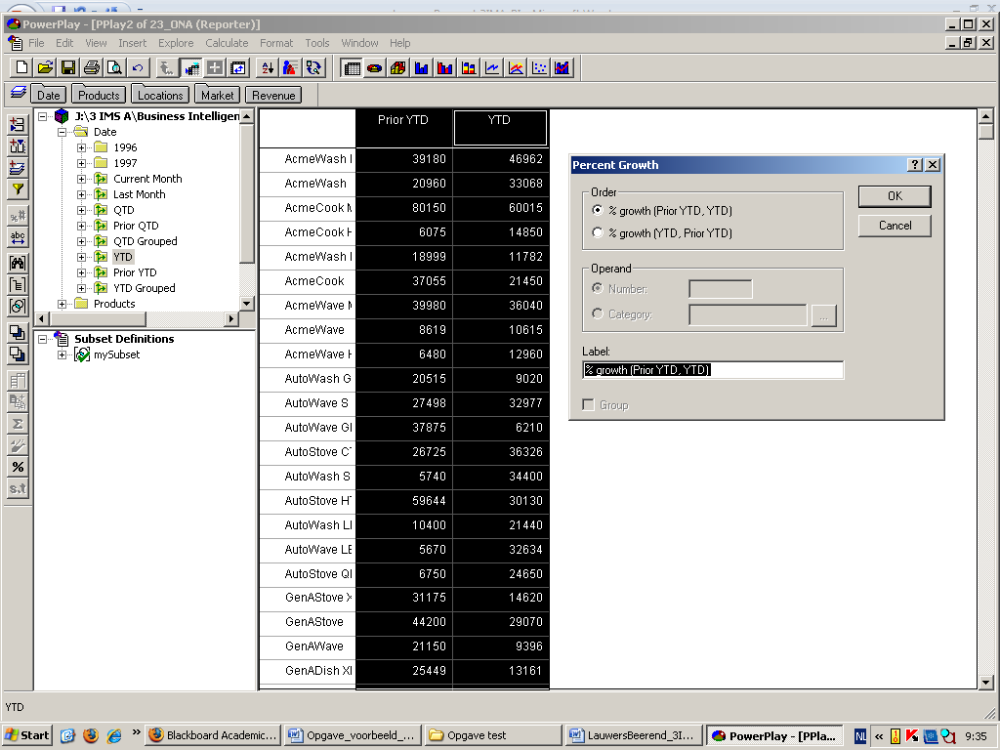 PowerPlay - [PPlay2 of 23_ONA (Reporter)]
File Edit View Insert Explore Calculate Format Tools Window Help
Date Products Locations Market Revenue
J:\3 IMS A\Business Intelligen
Date
1996
1997
Current Month
Last Month
QTD
Prior QTD
QTD Grouped
YTD
Prior YTD
YTD Grouped
Products
Subset Definitions
mySubset
Prior YTD YTD
AcmeWash 39180 46962
AcmeWash 20960 33068
AcmeCook 80150 60015
AcmeCook 6075 14850
AcmeWash 18999 11782
AcmeCook 37055 21450
AcmeWave 39980 36040
AcmeWave 8619 10615
AcmeWave 6480 12960
AutoWash G 20515 9020
AutoWave S 27498 32977
AutoWave 37875 6210
AutoStove 26725 36326
AutoWash S 5740 34400
AutoStove 59644 30130
AutoWash 10400 21440
AutoWave 5670 32634
AutoStove 6750 24650
GenAStove 31175 14620
GenAStove 44200 29070
GenAWave 21150 9396
GenADish 25449 13161
Percent Growth
Order
% growth (Prior YTD, YTD)
% growth (YTD, Prior YTD)
Operand
Number:
Category:
...
Label:
% growth (Prior YTD, YTD)
Group
OK
Cancel
%#
abc
Σ
%
s.t
YTD
Start » Blackboard Academic... Opgave_voorbeeld_... Opgave test LauwersBeerend_3I... PowerPlay - [PPla... NL « 9:35